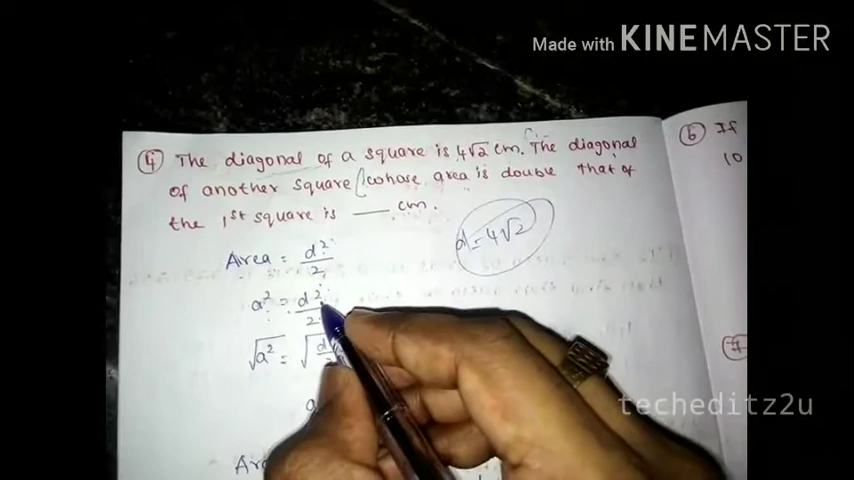 Made with KINEMASTER
④ The diagonal of a square is 4√2 cm. The diagonal
of another square whose area is double that of
the 1st square is ___ cm.
d = 4√2
Area = d²/2
a² = d²/2
√a² =
⑥ If
10
⑦
techeditz2u